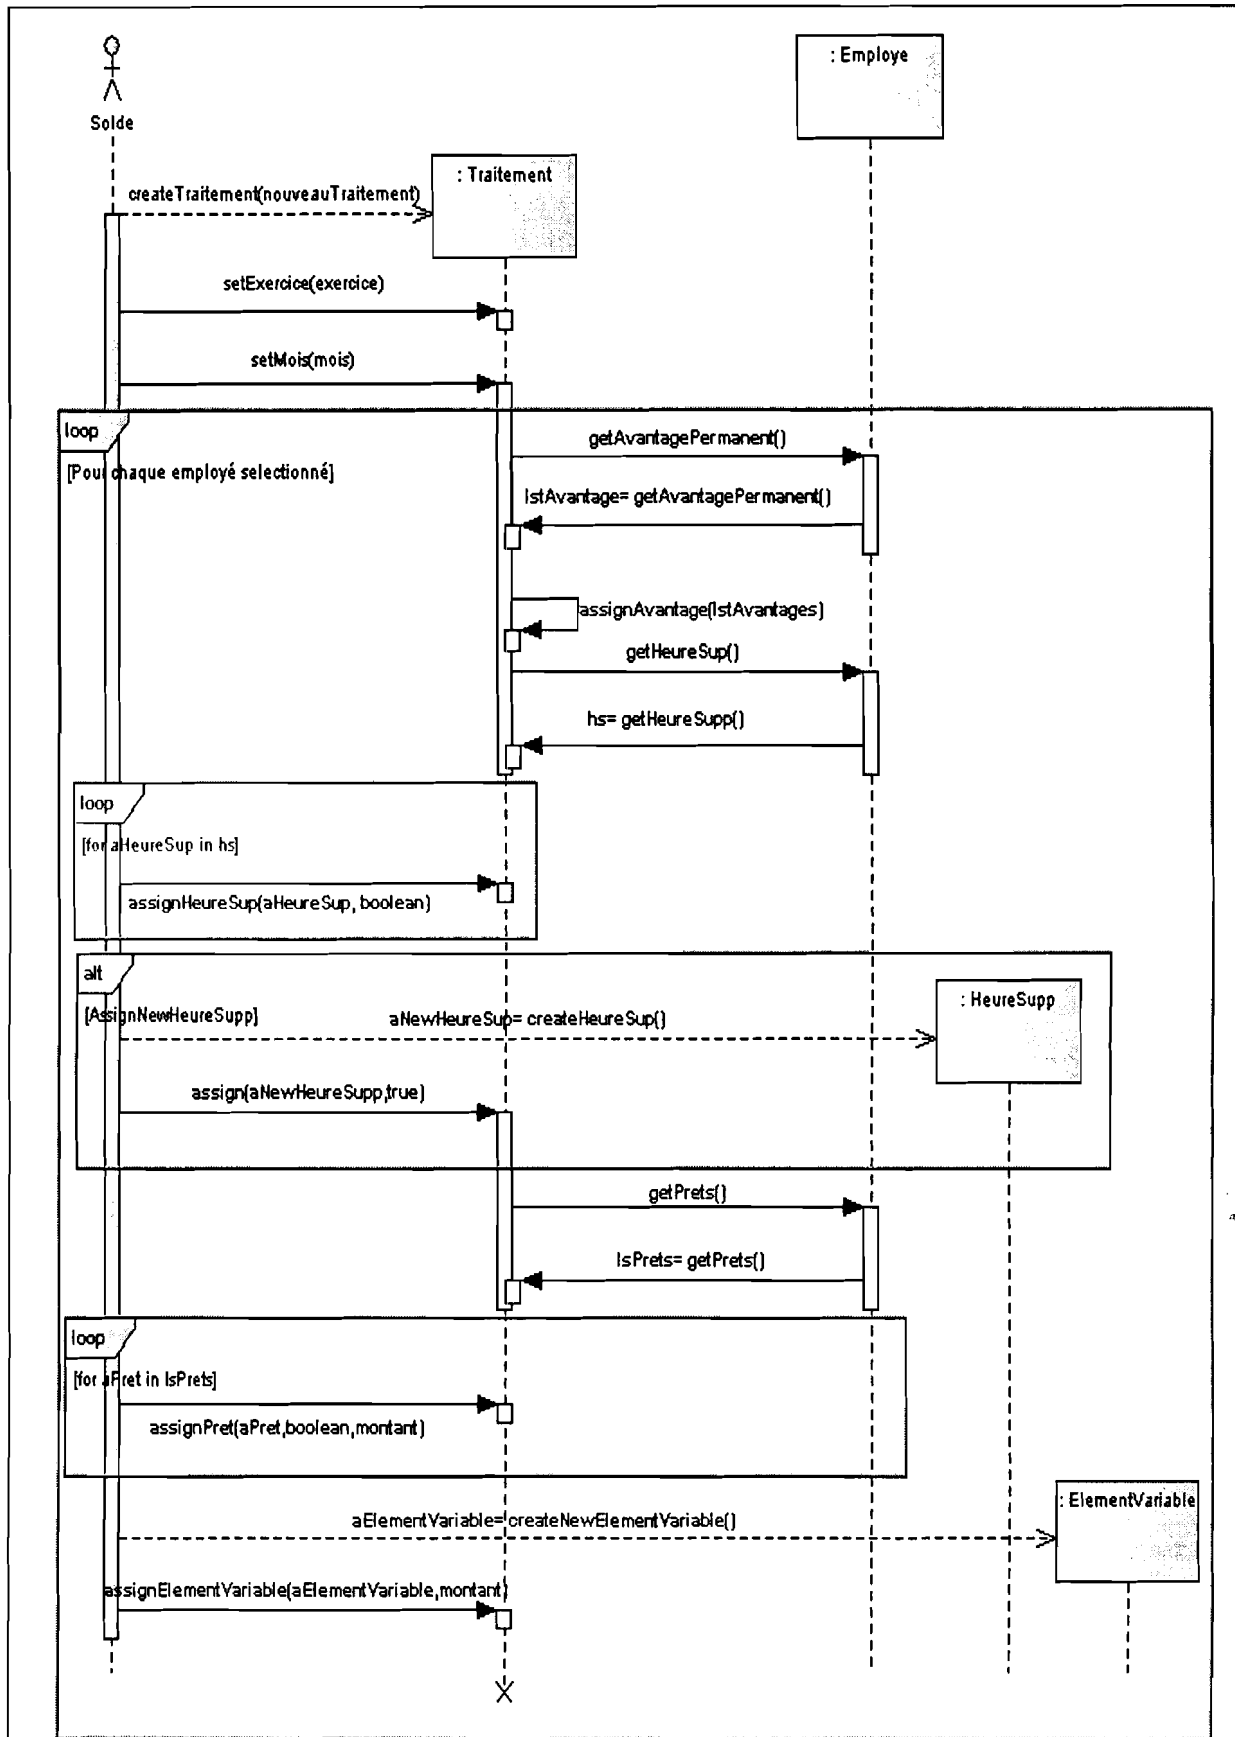 : Employe
Solde
: Traitement
createTraitement(nouveauTraitement)
setExercice(exercice)
setMois(mois)
loop
[Pour chaque employé selectionné]
getAvantagePermanent()
lstAvantage= getAvantagePermanent()
assignAvantage(lstAvantages)
getHeureSup()
hs= getHeureSupp()
loop
[for aHeureSup in hs]
assignHeureSup(aHeureSup, boolean)
alt
[AssignNewHeureSupp]
: HeureSupp
aNewHeureSup= createHeureSup()
assign(aNewHeureSupp,true)
getPrets()
lsPrets= getPrets()
loop
[for aPret in lsPrets]
assignPret(aPret,boolean,montant)
: ElementVariable
aElementVariable= createNewElementVariable()
assignElementVariable(aElementVariable,montant)